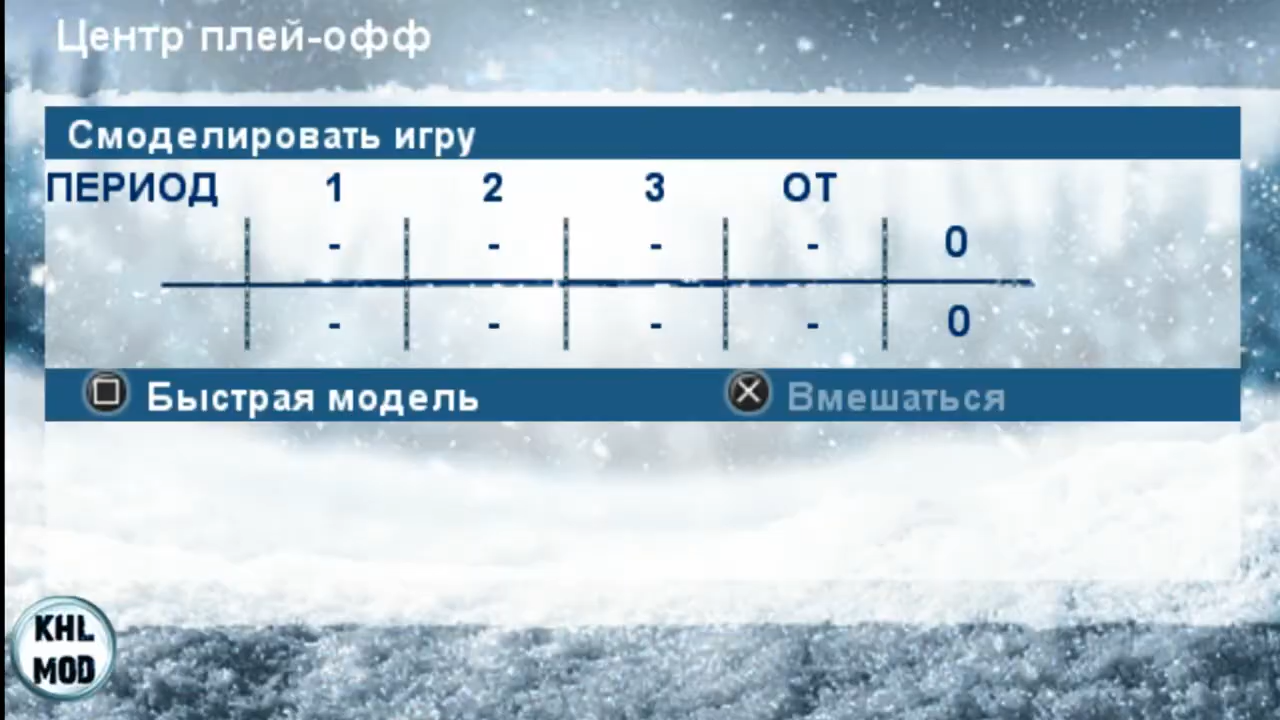 Центр плей-офф
Смоделировать игру
ПЕРИОД 1 2 3 ОТ
- - - - 0
- - - - 0
Быстрая модель Вмешаться
KHL
MOD